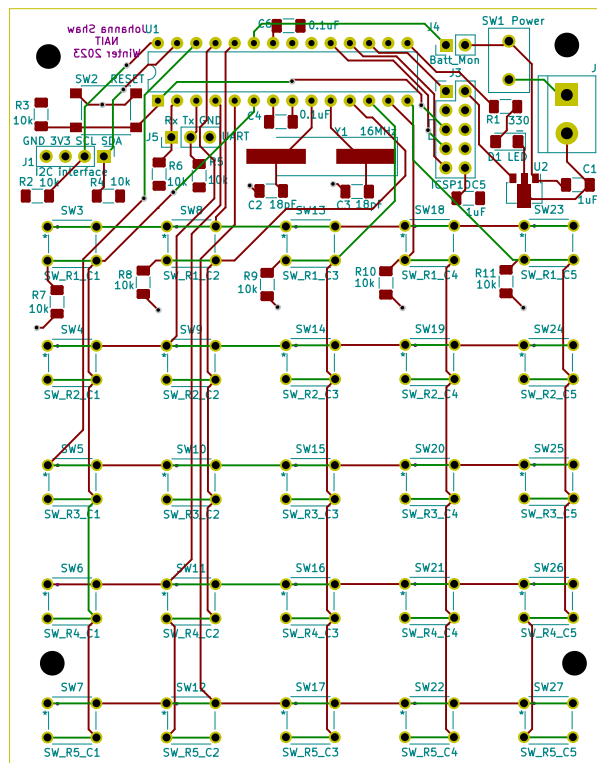 Wohanna Shaw
NAIT
Winter 2023
U1
C6
0.1uF
J4
Batt_Mon
SW1 Power
J
SW2
RESET
J3
R3
10k
Rx Tx GND
J5
UART
C4
0.1uF
Y1 16MHz
R1
330
D1 LED
GND 3V3 SCL SDA
J1
I2C interface
R6
10k
R5
10k
ICSP10C5
U2
C1
1uF
R2
10k
R4
10k
C2
18pF
C3
18pF
1uF
SW3
SW8
SW13
SW18
SW23
SW_R1_C1
SW_R1_C2
SW_R1_C3
SW_R1_C4
SW_R1_C5
R7
10k
R8
10k
R9
10k
R10
10k
R11
10k
SW4
SW9
SW14
SW19
SW24
* * * * *
SW_R2_C1
SW_R2_C2
SW_R2_C3
SW_R2_C4
SW_R2_C5
SW5
SW10
SW15
SW20
SW25
* * * * *
SW_R3_C1
SW_R3_C2
SW_R3_C3
SW_R3_C4
SW_R3_C5
SW6
SW11
SW16
SW21
SW26
* * * * *
SW_R4_C1
SW_R4_C2
SW_R4_C3
SW_R4_C4
SW_R4_C5
SW7
SW12
SW17
SW22
SW27
* * * * *
SW_R5_C1
SW_R5_C2
SW_R5_C3
SW_R5_C4
SW_R5_C5